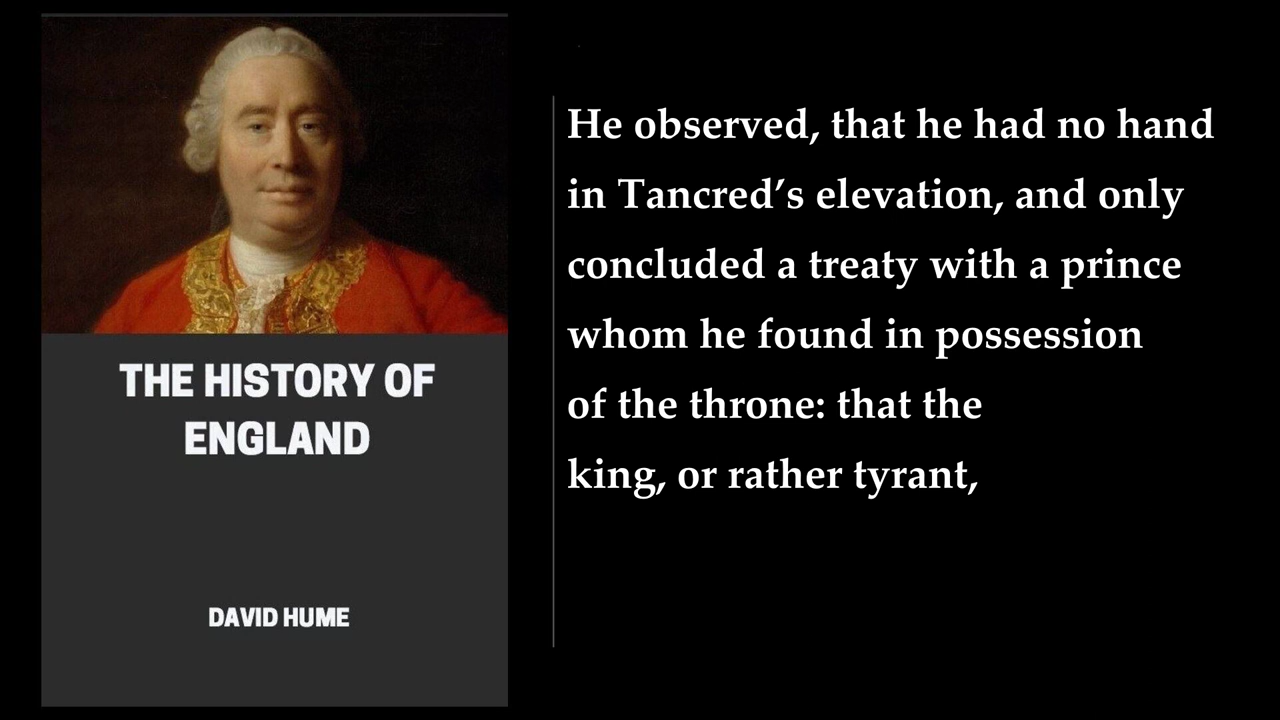 THE HISTORY OF
ENGLAND
DAVID HUME
He observed, that he had no hand
in Tancred’s elevation, and only
concluded a treaty with a prince
whom he found in possession
of the throne: that the
king, or rather tyrant,